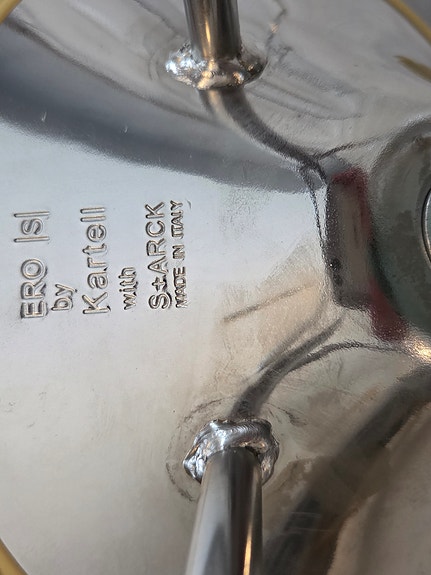 ERO |s|
by
Kartell
with
S+ARCK
MADE IN ITALY